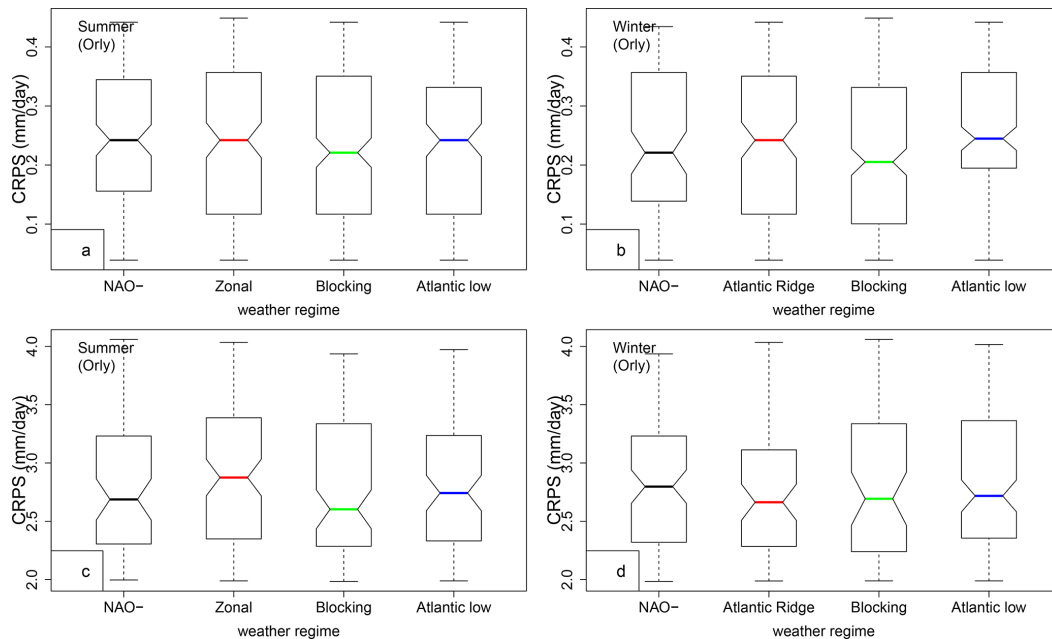 Summer
(Orly)
CRPS (mm/day)
0.4
0.3
0.2
0.1
a
NAO− Zonal Blocking Atlantic low
weather regime
Winter
(Orly)
CRPS (mm/day)
0.4
0.3
0.2
0.1
b
NAO− Atlantic Ridge Blocking Atlantic low
weather regime
Summer
(Orly)
CRPS (mm/day)
4.0
3.5
3.0
2.5
2.0
c
NAO− Zonal Blocking Atlantic low
weather regime
Winter
(Orly)
CRPS (mm/day)
4.0
3.5
3.0
2.5
2.0
d
NAO− Atlantic Ridge Blocking Atlantic low
weather regime